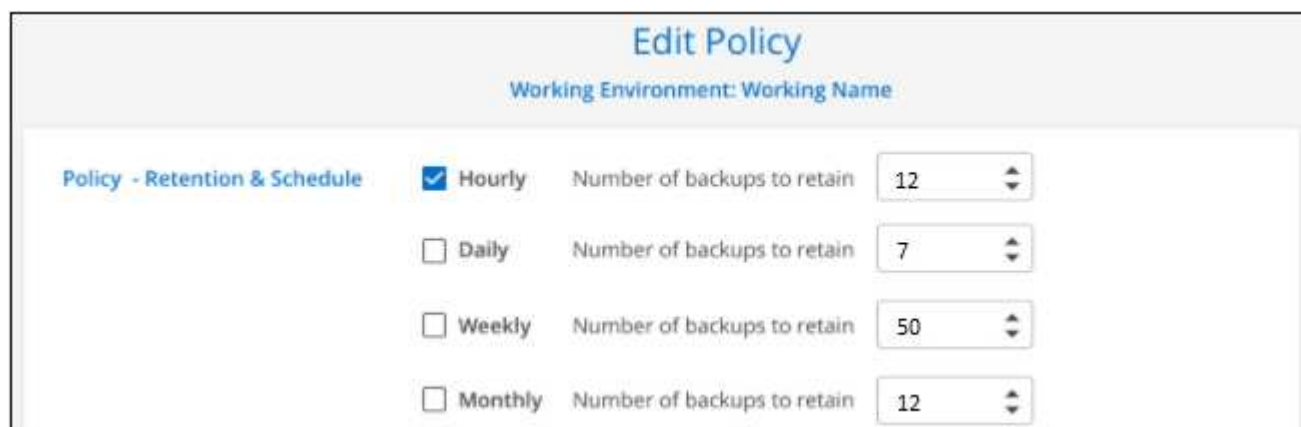 Edit Policy
Working Environment: Working Name
Policy - Retention & Schedule Hourly Number of backups to retain 12
Daily Number of backups to retain 7
Weekly Number of backups to retain 50
Monthly Number of backups to retain 12